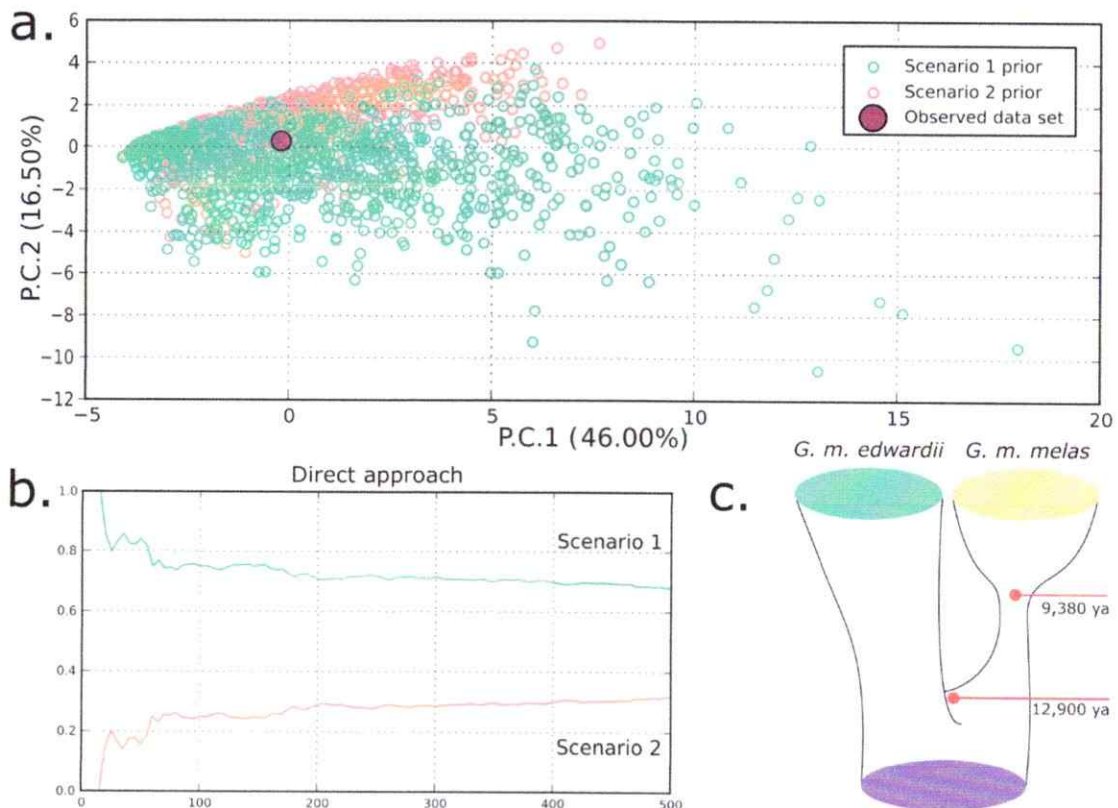 a.
6
4
2
0
−2
−4
−6
−8
−10
−12
P.C.2 (16.50%)
Scenario 1 prior
Scenario 2 prior
Observed data set
−5
0
5
10
15
20
P.C.1 (46.00%)
b.
Direct approach
1.0
0.8
0.6
0.4
0.2
0.0
Scenario 1
Scenario 2
0
100
200
300
400
500
c.
G. m. edwardii
G. m. melas
9,380 ya
12,900 ya